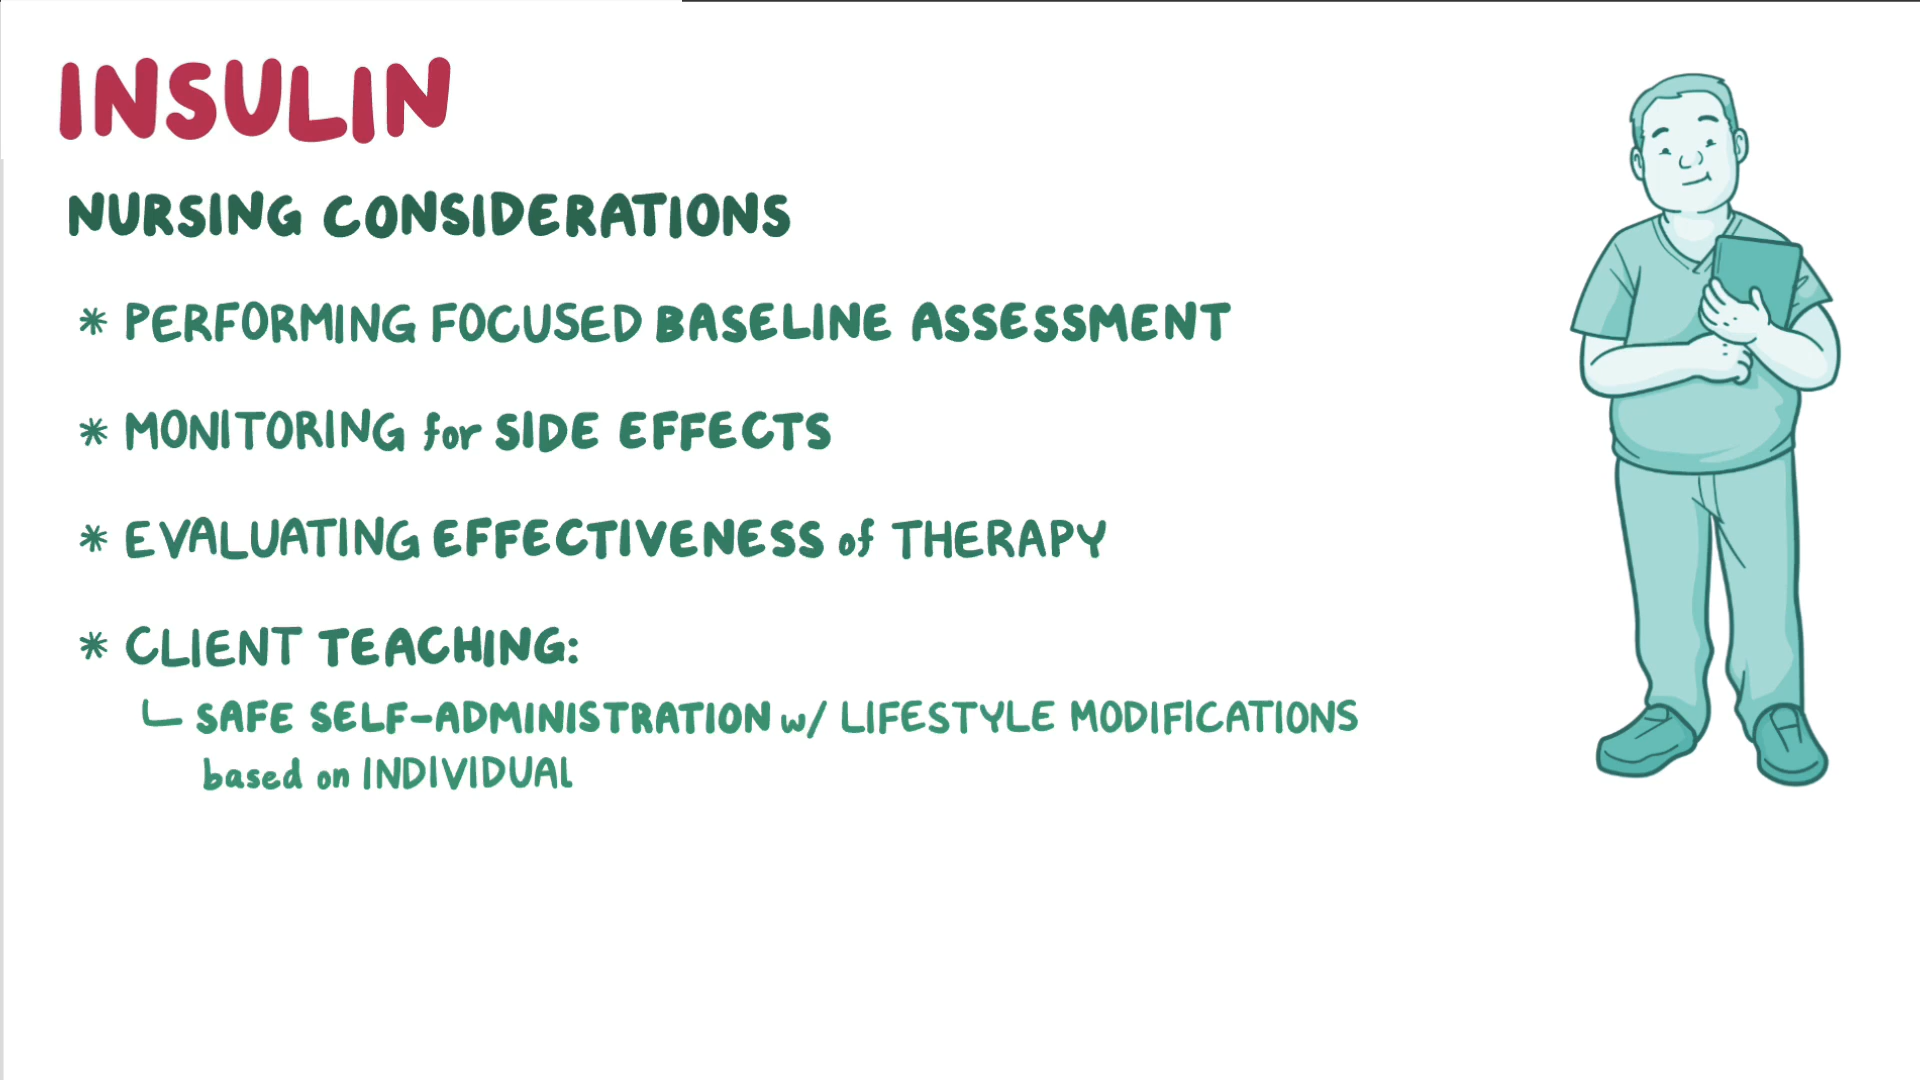 INSULIN
NURSING CONSIDERATIONS
* PERFORMING FOCUSED BASELINE ASSESSMENT
* MONITORING for SIDE EFFECTS
* EVALUATING EFFECTIVENESS of THERAPY
* CLIENT TEACHING:
SAFE SELF-ADMINISTRATION w/ LIFESTYLE MODIFICATIONS
based on INDIVIDUAL